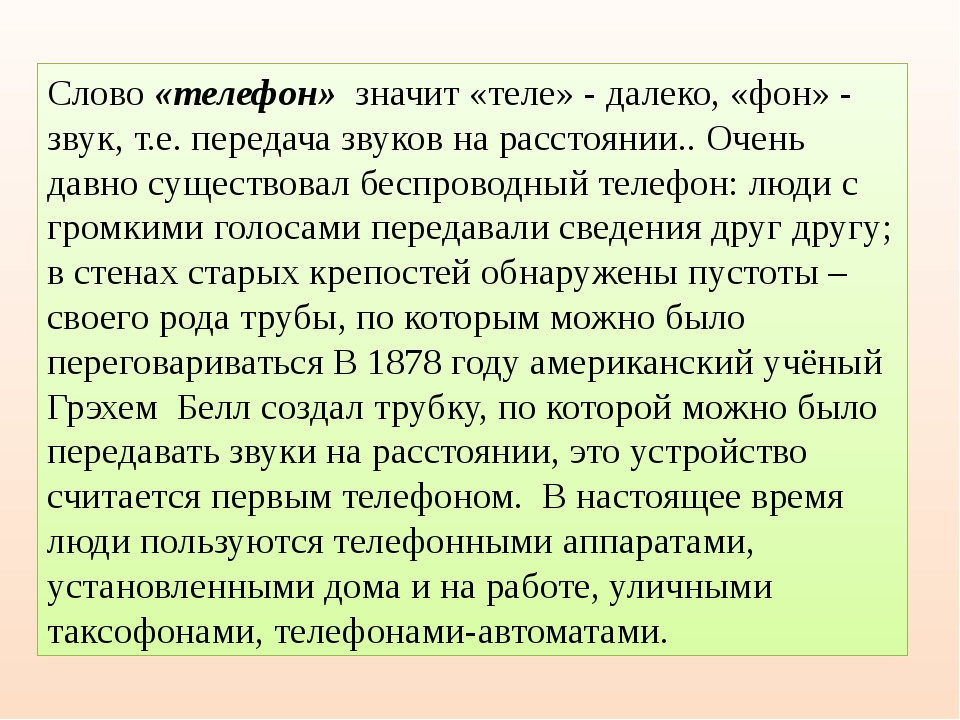 Слово «телефон»  значит «теле» - далеко, «фон» -
звук, т.е. передача звуков на расстоянии.. Очень
давно существовал беспроводный телефон: люди с
громкими голосами передавали сведения друг другу;
в стенах старых крепостей обнаружены пустоты –
своего рода трубы, по которым можно было
переговариваться В 1878 году американский учёный
Грэхем  Белл создал трубку, по которой можно было
передавать звуки на расстоянии, это устройство
считается первым телефоном.  В настоящее время
люди пользуются телефонными аппаратами,
установленными дома и на работе, уличными
таксофонами, телефонами-автоматами.